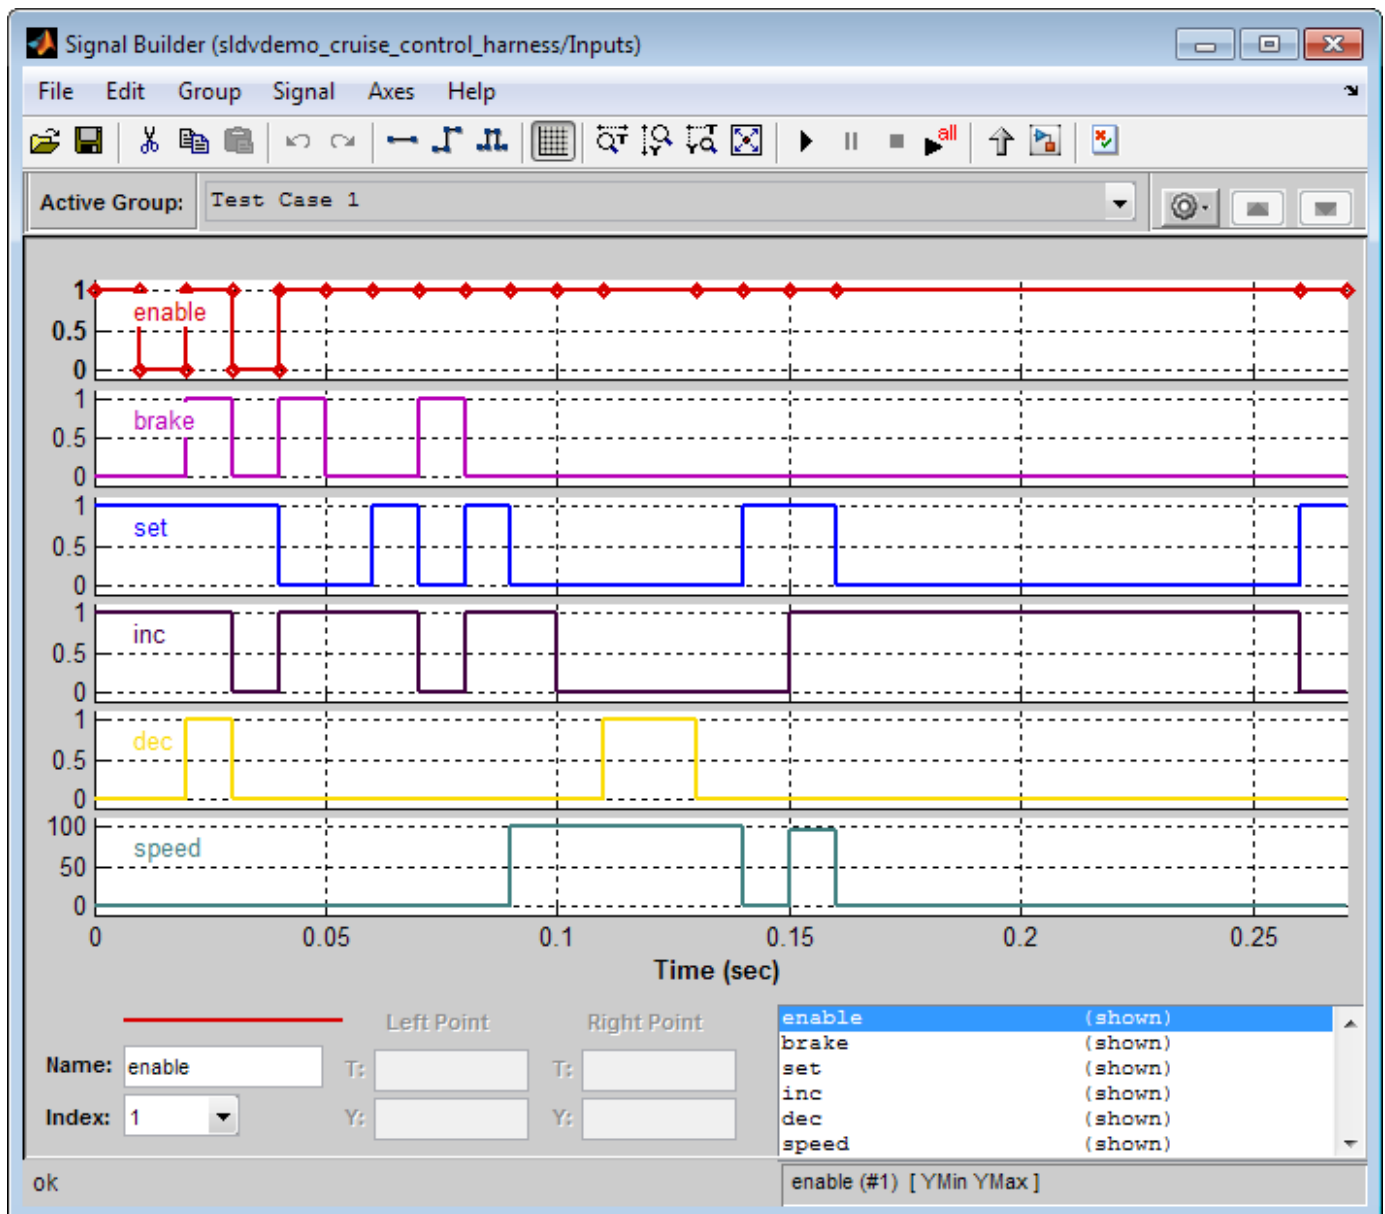 Signal Builder (sldvdemo_cruise_control_harness/Inputs)
File Edit Group Signal Axes Help
all
Active Group: Test Case 1
1
enable
0.5
0
1
brake
0.5
0
1
set
0.5
0
1
inc
0.5
0
1
dec
0.5
0
100
speed
50
0
0 0.05 0.1 0.15 0.2 0.25
Time (sec)
Left Point Right Point
Name: enable T: T:
Index: 1 Y: Y:
enable (shown)
brake (shown)
set (shown)
inc (shown)
dec (shown)
speed (shown)
ok
enable (#1) [ YMin YMax ]